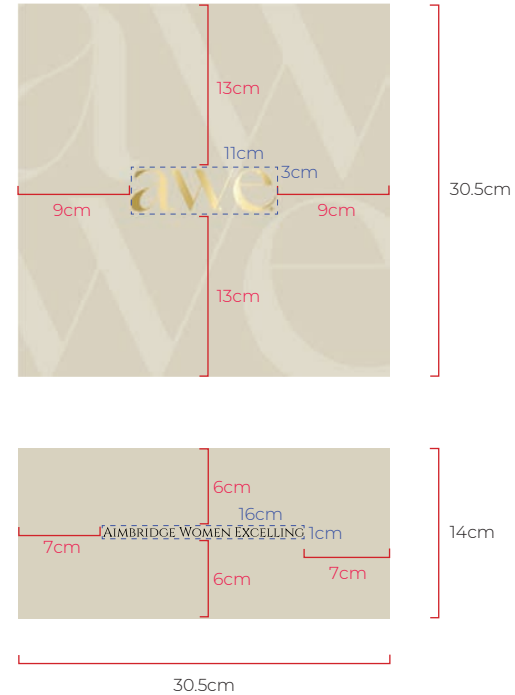 13cm
11cm
3cm
awe.
9cm
9cm
30.5cm
13cm
awe
6cm
16cm
Aimbridge Women Excelling
1cm
7cm
7cm
6cm
14cm
30.5cm